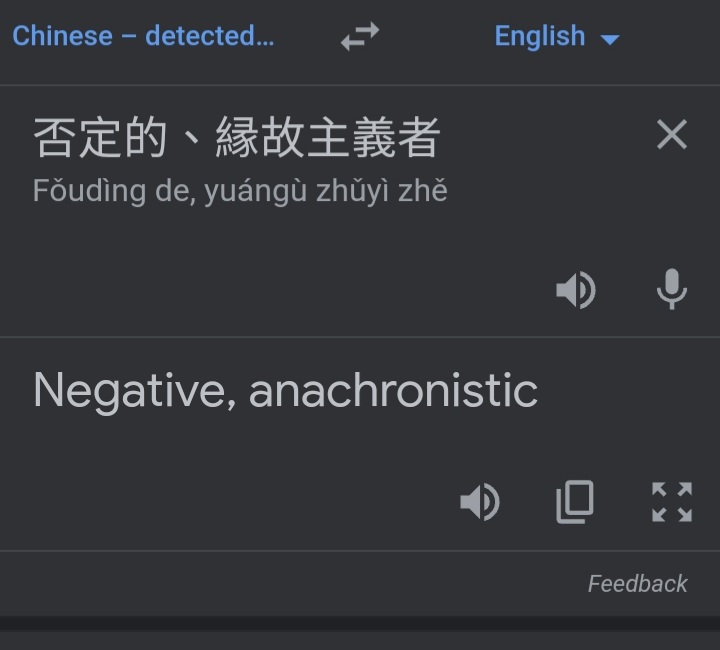 Chinese – detected... English
否定的、縁故主義者
Fǒudìng de, yuángù zhǔyì zhě
Negative, anachronistic
Feedback